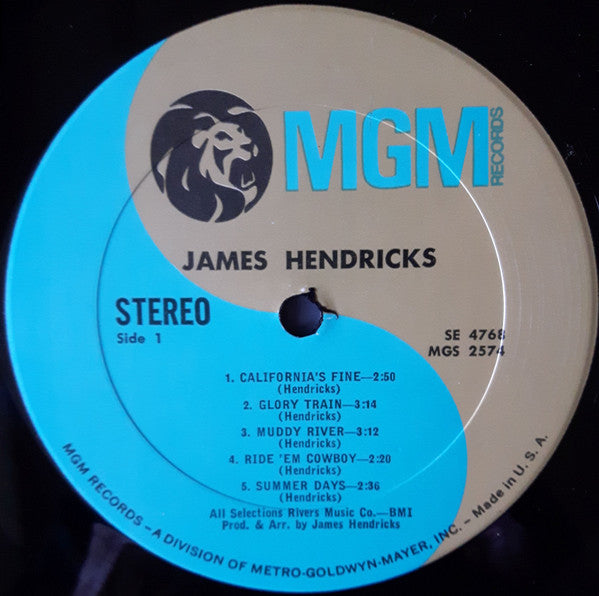 MGM
RECORDS
JAMES HENDRICKS
STEREO
Side 1
SE 4768
MGS 2574
1. CALIFORNIA'S FINE—2:50
(Hendricks)
2. GLORY TRAIN—3:14
(Hendricks)
3. MUDDY RIVER—3:12
(Hendricks)
4. RIDE 'EM COWBOY—2:20
(Hendricks)
5. SUMMER DAYS—2:36
(Hendricks)
All Selections Rivers Music Co.—BMI
Prod. & Arr. by James Hendricks
MGM RECORDS – A DIVISION OF METRO-GOLDWYN-MAYER, INC. – Made in U. S. A.